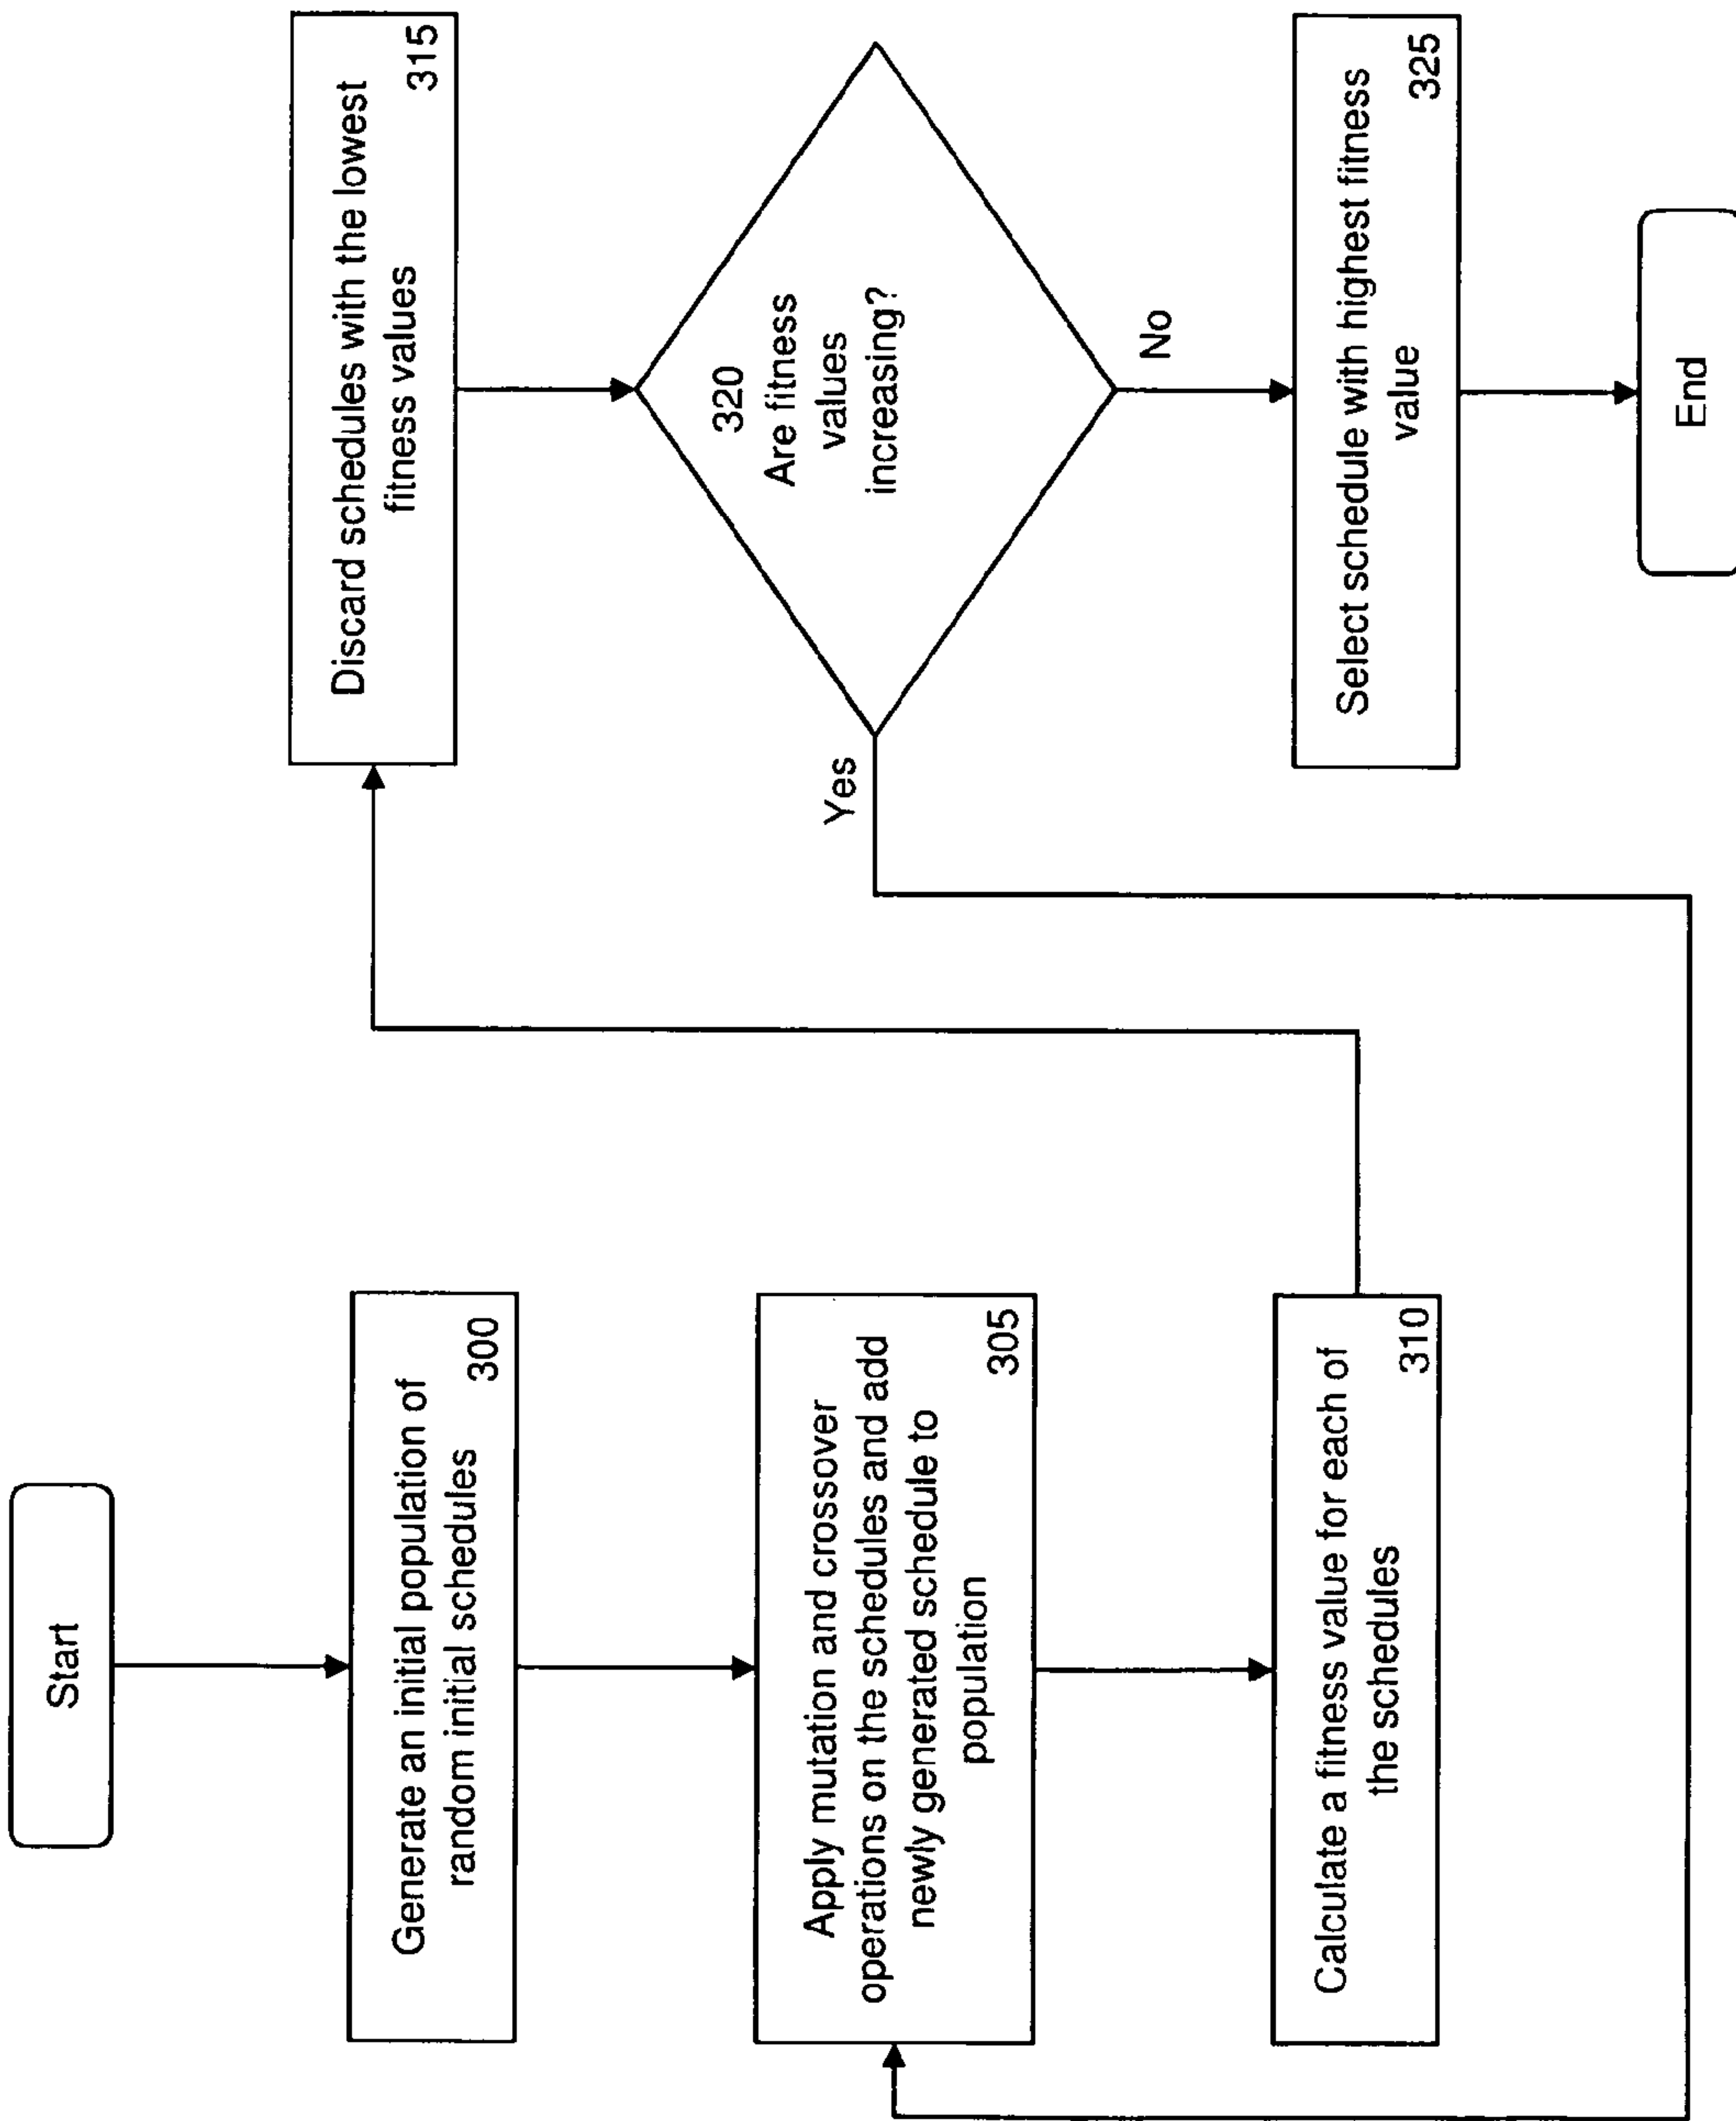 Start
Generate an initial population of
random initial schedules
300
Apply mutation and crossover
operations on the schedules and add
newly generated schedule to
population
305
Calculate a fitness value for each of
the schedules
310
Discard schedules with the lowest
fitness values
315
320
Are fitness
values
increasing?
Yes
No
Select schedule with highest fitness
value
325
End